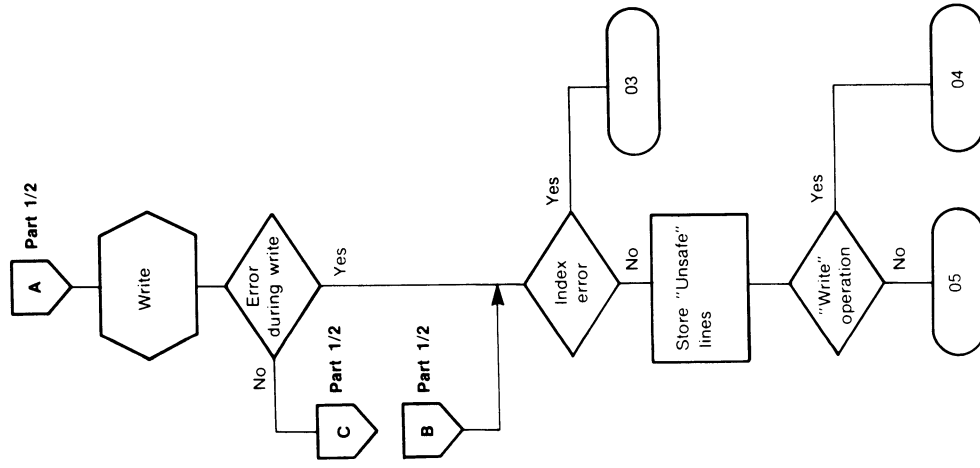 A
Part 1/2
Write
Error
during write
No
Yes
C
Part 1/2
B
Part 1/2
Index
error
Yes
03
No
Store "Unsafe"
lines
"Write"
operation
Yes
04
No
05